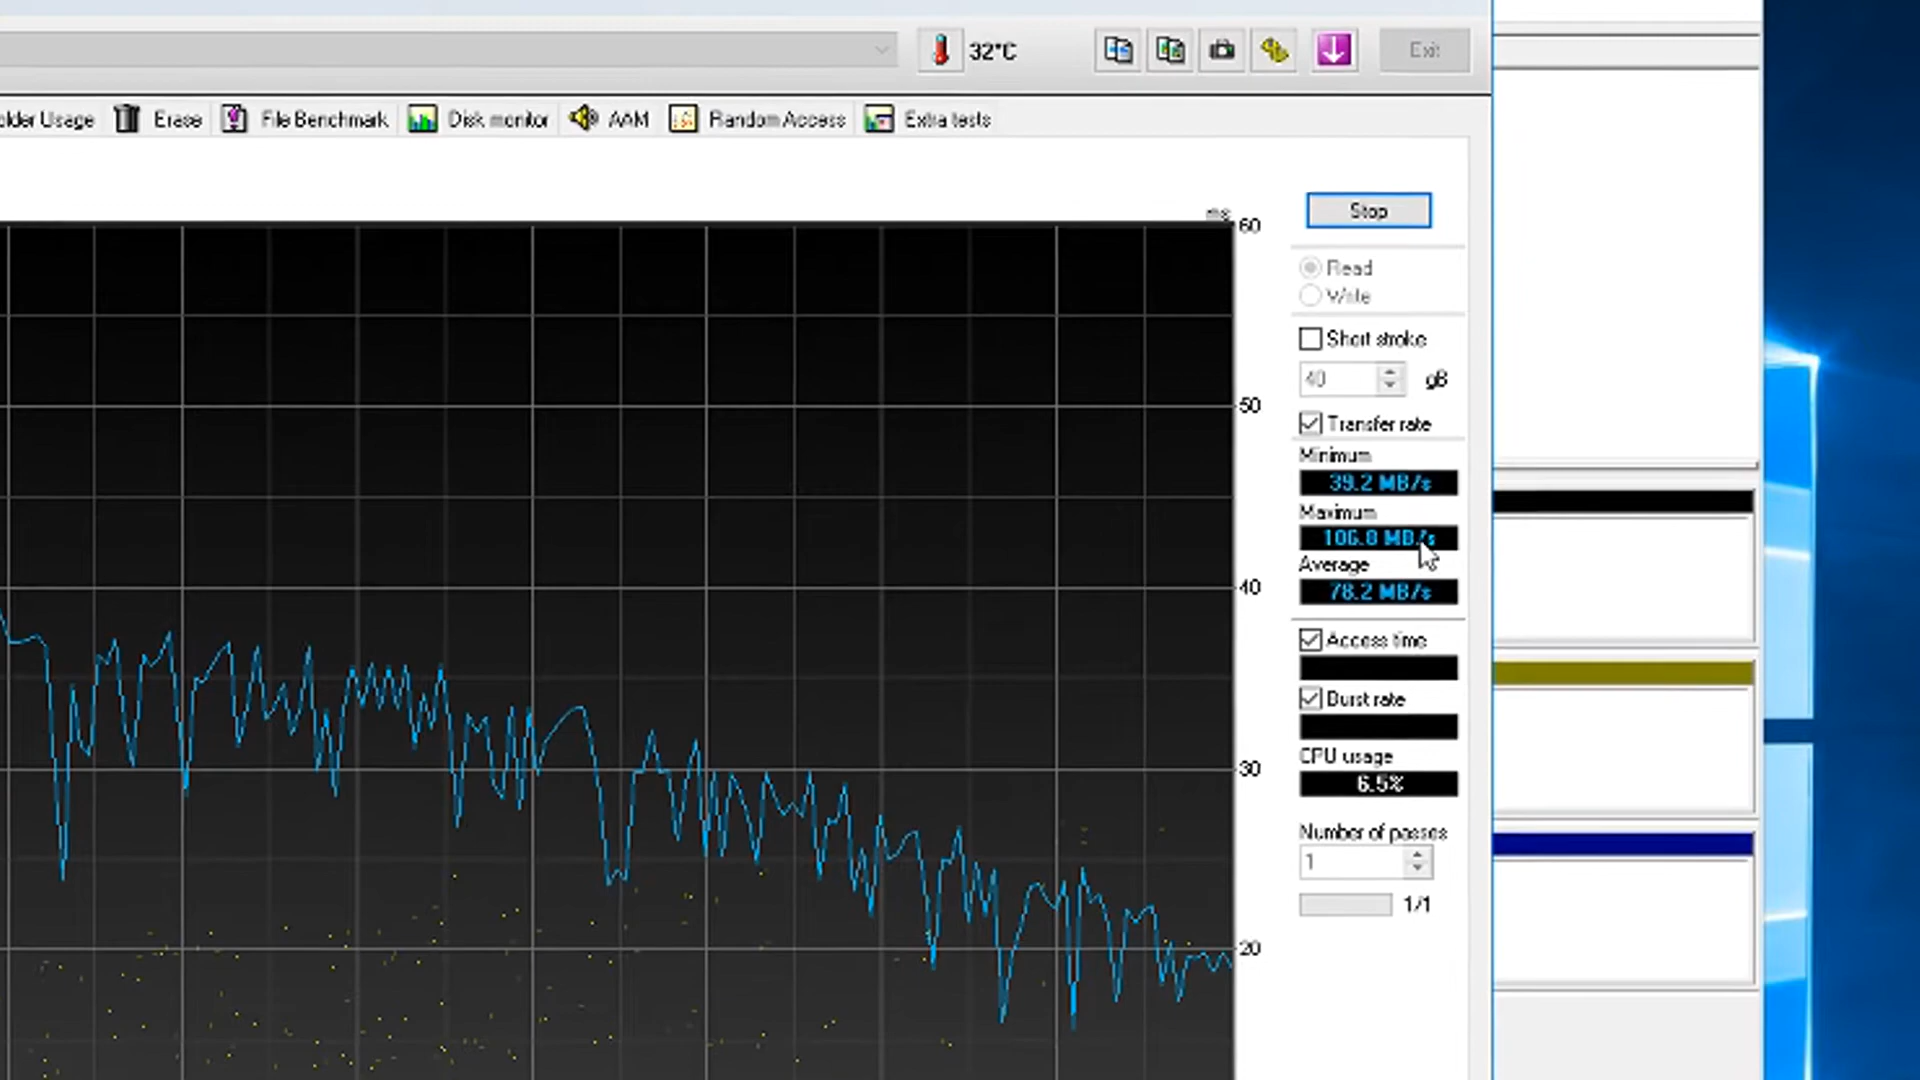 32°C
Exit
older Usage
Erase
File Benchmark
Disk monitor
AAM
Random Access
Extra tests
ms
60
50
40
30
20
Stop
Read
Write
Short stroke
40
gB
Transfer rate
Minimum
39.2 MB/s
Maximum
106.8 MB/s
Average
78.2 MB/s
Access time
Burst rate
CPU usage
6.5%
Number of passes
1
1/1